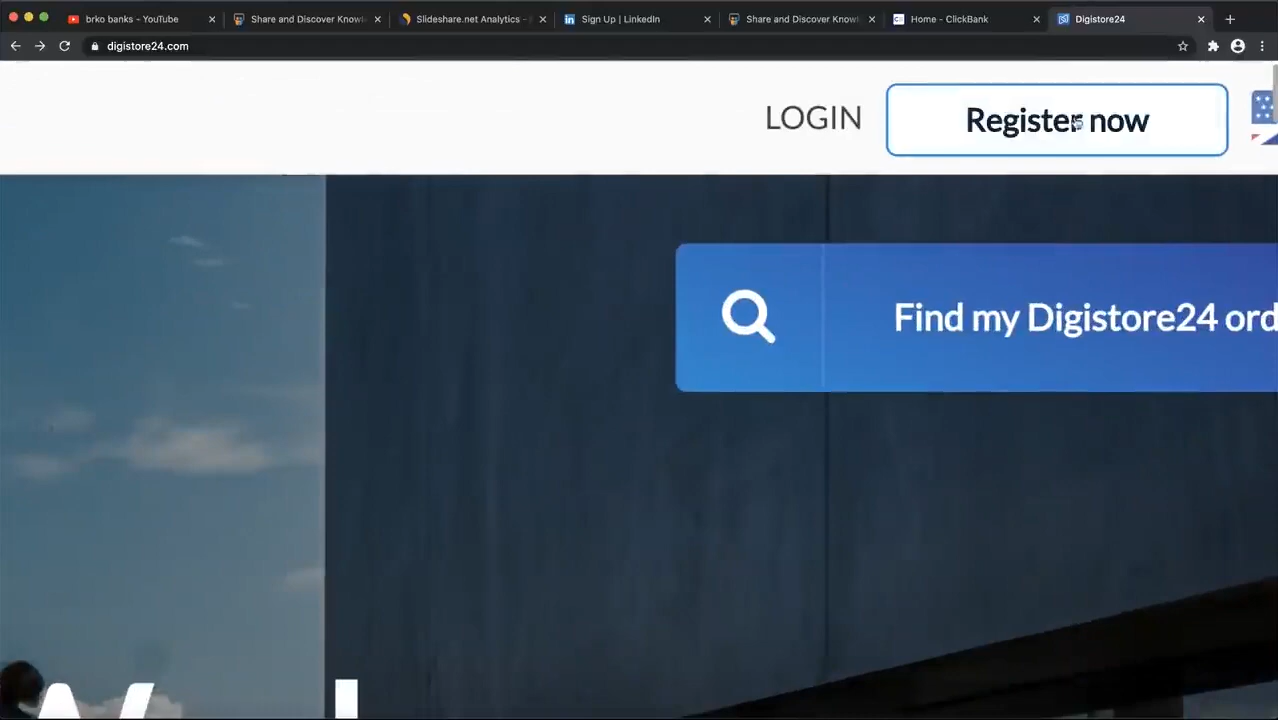 brko banks - YouTube
Share and Discover Knowl
Slideshare.net Analytics -
Sign Up | LinkedIn
Share and Discover Knowl
Home - ClickBank
Digistore24
digistore24.com
LOGIN
Register now
Find my Digistore24 ord